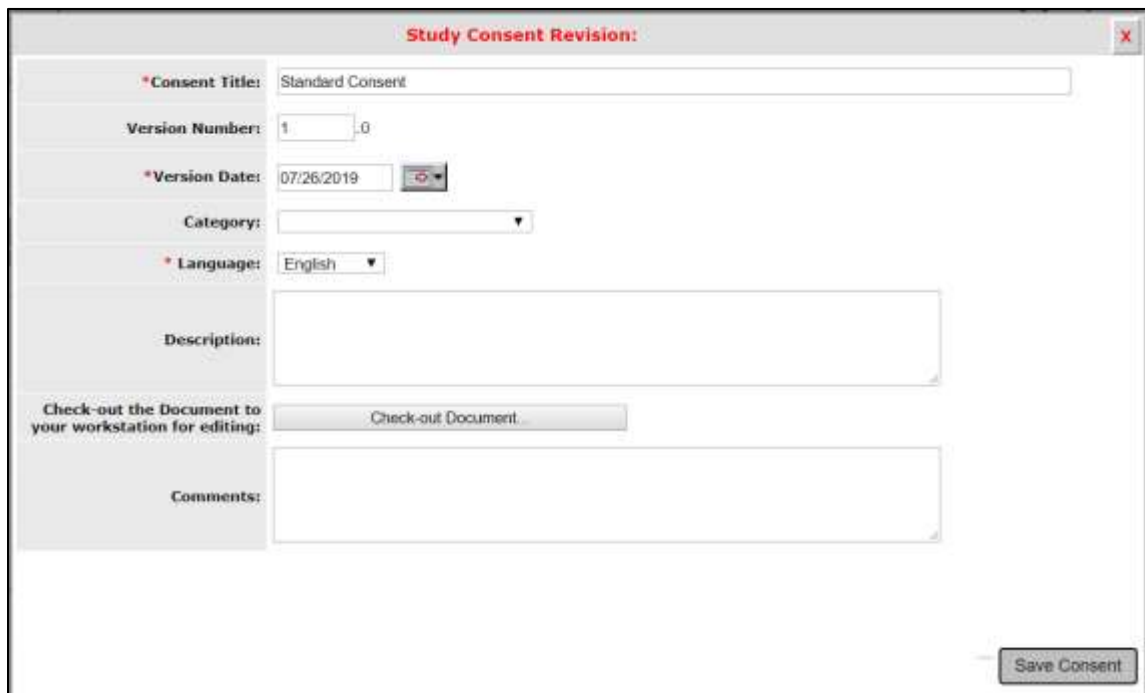 Study Consent Revision:
X
*Consent Title: Standard Consent
Version Number: 1 .0
*Version Date: 07/26/2019
Category:
* Language: English
Description:
Check-out the Document to
your workstation for editing: Check-out Document...
Comments:
Save Consent